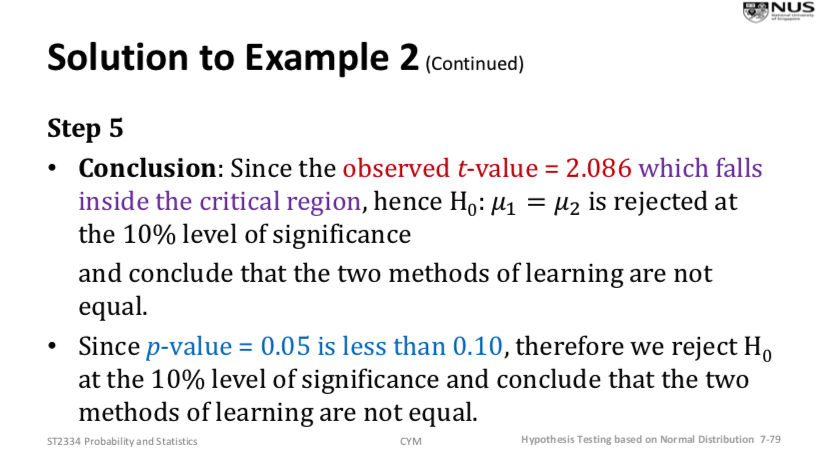 NUS
National University
of Singapore
Solution to Example 2 (Continued)
Step 5
• Conclusion: Since the observed t-value = 2.086 which falls
inside the critical region, hence H₀: μ₁ = μ₂ is rejected at
the 10% level of significance
and conclude that the two methods of learning are not
equal.
• Since p-value = 0.05 is less than 0.10, therefore we reject H₀
at the 10% level of significance and conclude that the two
methods of learning are not equal.
ST2334 Probability and Statistics CYM Hypothesis Testing based on Normal Distribution 7-79